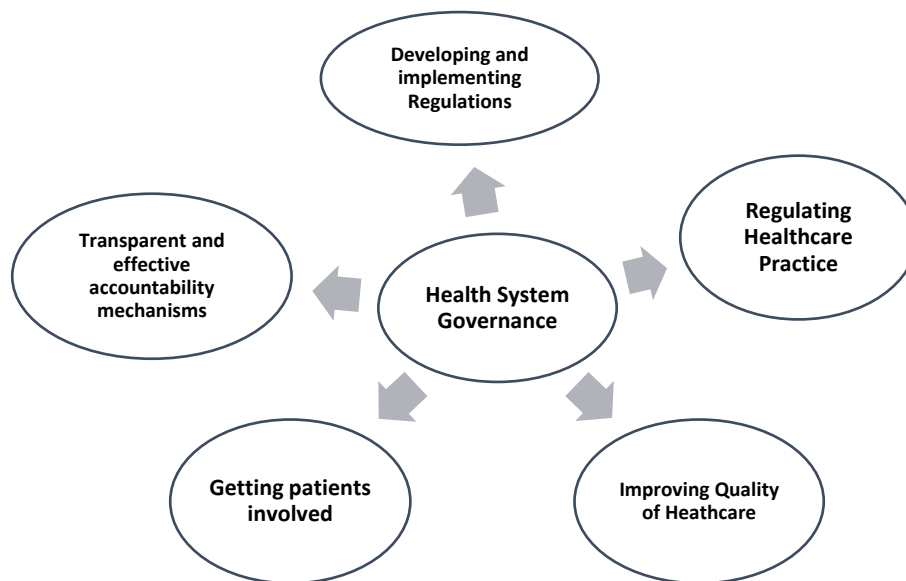 Developing and
implementing
Regulations
Regulating
Healthcare
Practice
Transparent and
effective
accountability
mechanisms
Health System
Governance
Getting patients
involved
Improving Quality
of Heathcare